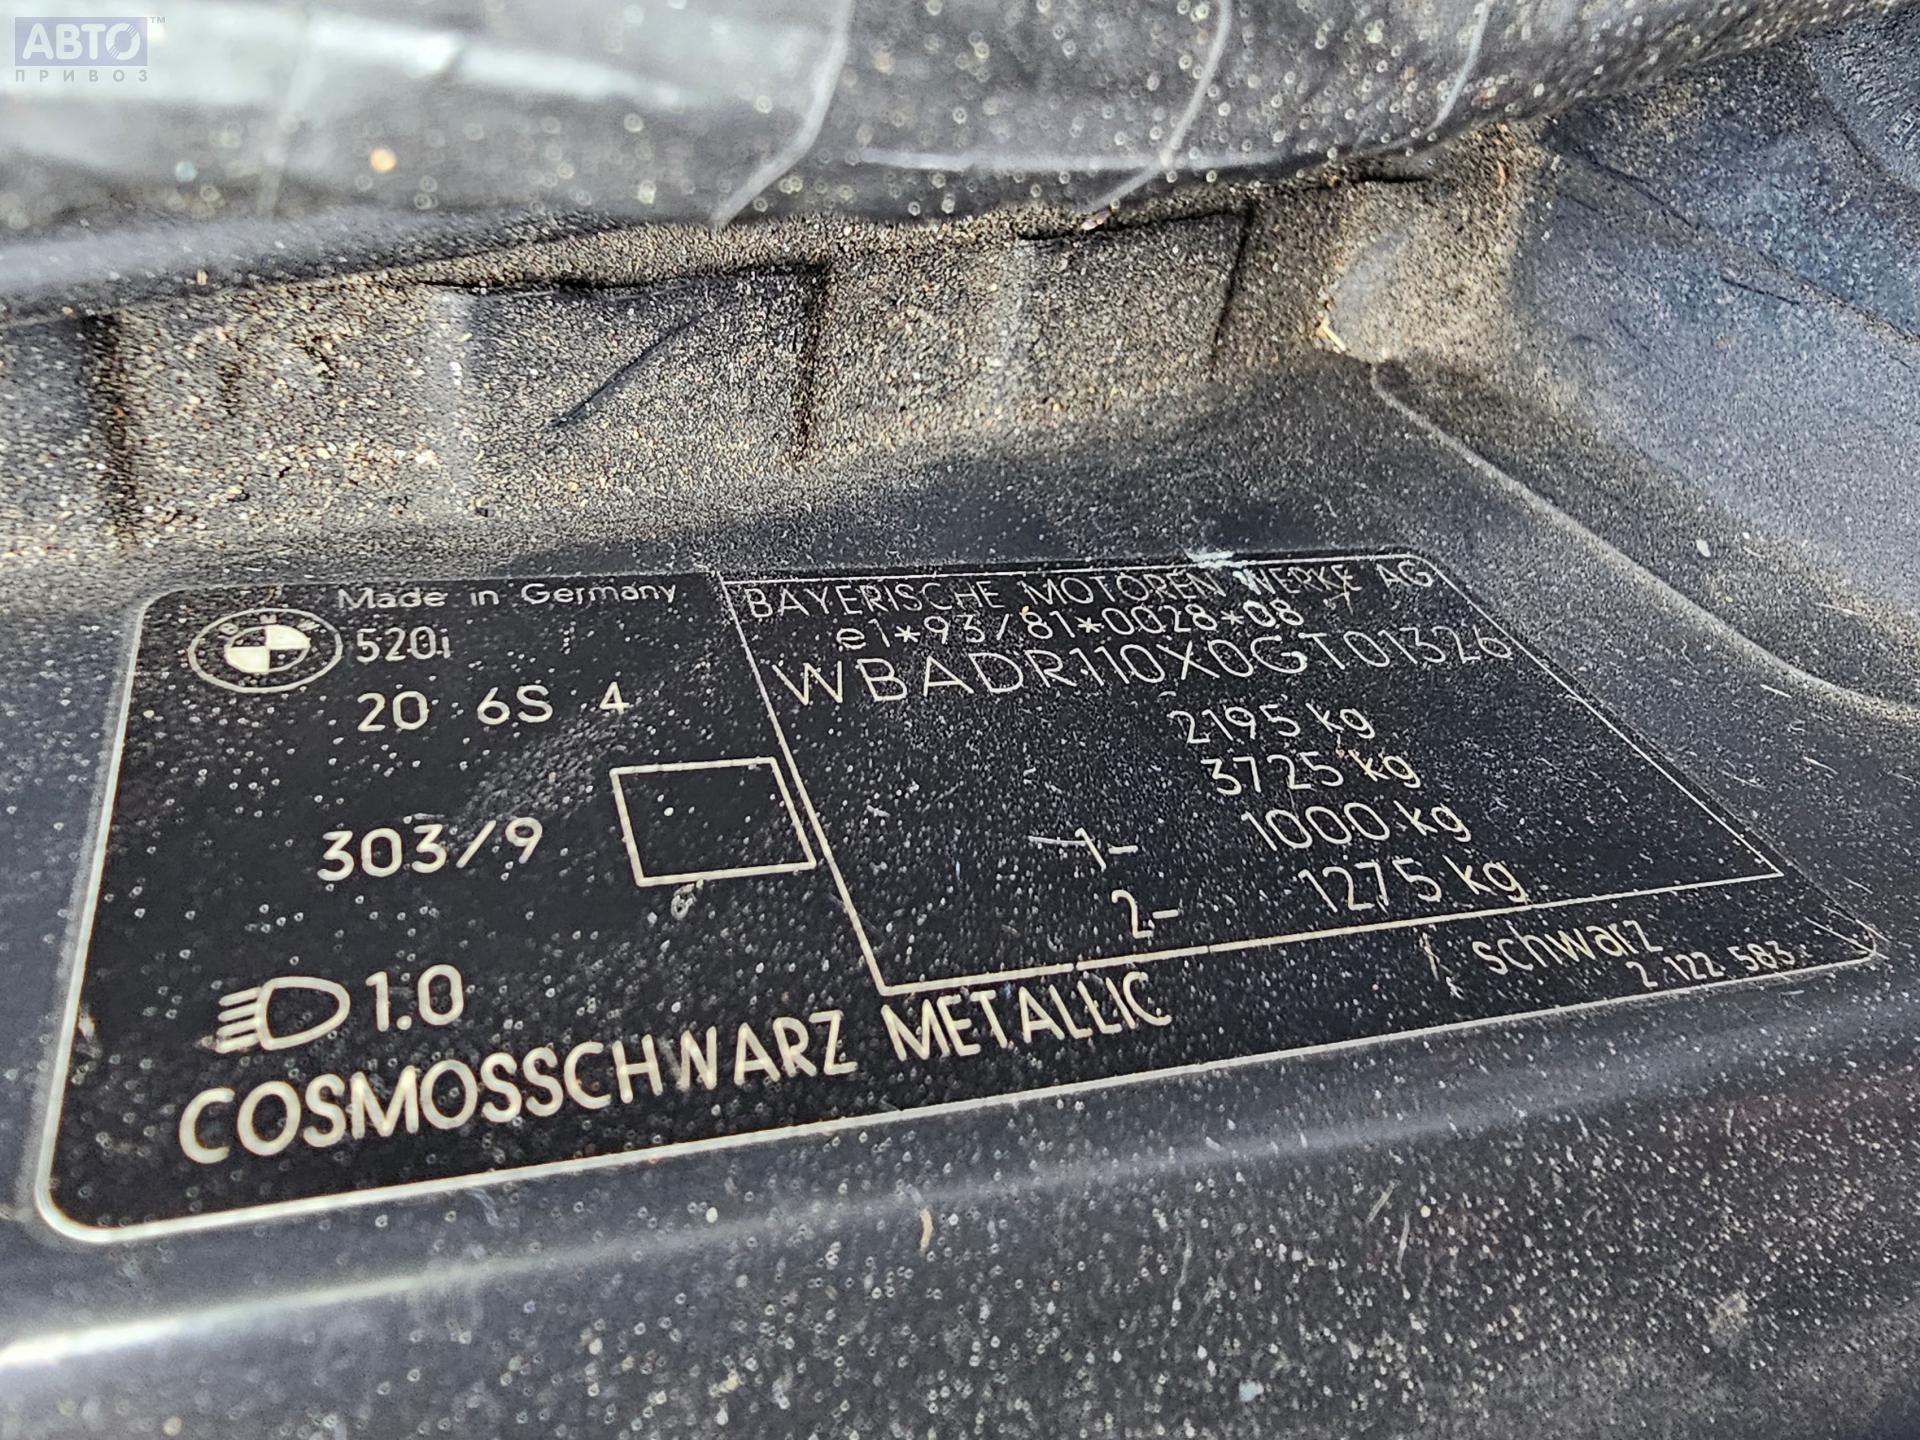 АВТО™
ПРИВОЗ
Made in Germany
BMW
520i
20 6S 4
303/9
1.0
COSMOSSCHWARZ METALLIC
BAYERISCHE MOTOREN WERKE AG
e1*93/81*0028*08
WBADR110X0GT01326
2195 kg
3725 kg
1- 1000 kg
2- 1275 kg
schwarz
2 122 583